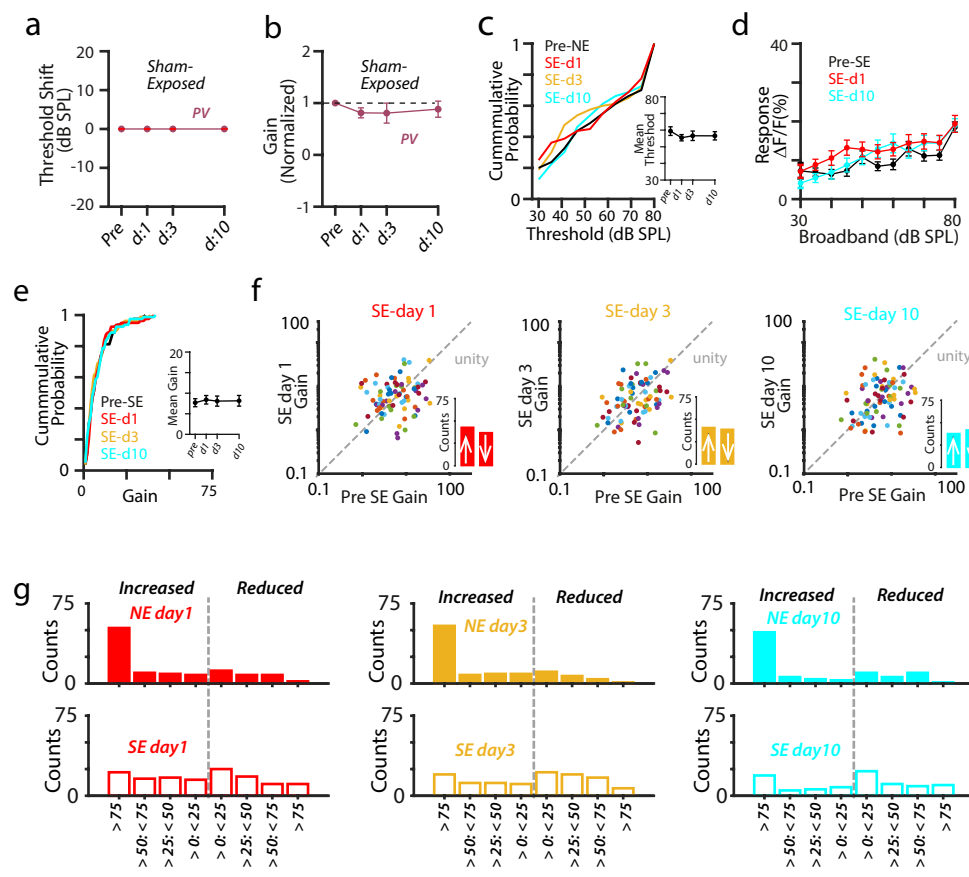 a
Threshold Shift
(dB SPL)
20
10
0
-10
-20
Sham-
Exposed
PV
Pre
d:1
d:3
d:10
b
Gain
(Normalized)
2
1
0
-1
Sham-
Exposed
PV
Pre
d:1
d:3
d:10
c
Cummulative
Probability
1
0
Pre-NE
SE-d1
SE-d3
SE-d10
30 40 50 60 70 80
Threshold (dB SPL)
Mean
Threshod
80
30
pre
d1
d3
d10
d
Response
ΔF/F(%)
40
20
0
Pre-SE
SE-d1
SE-d10
30 80
Broadband (dB SPL)
e
Cummulative
Probability
1
0
Pre-SE
SE-d1
SE-d3
SE-d10
0 75
Gain
Mean Gain
20
0
pre
d1
d3
d10
f
SE-day 1
SE day 1
Gain
100
0.1
unity
0.1 100
Pre SE Gain
Counts
75
0
SE-day 3
SE day 3
Gain
100
0.1
unity
0.1 100
Pre SE Gain
Counts
75
0
SE-day 10
SE day 10
Gain
100
0.1
unity
0.1 100
Pre SE Gain
Counts
75
0
g
Increased Reduced
NE day1
Counts
75
0
SE day1
Counts
75
0
> 75
> 50: < 75
> 25: < 50
> 0: < 25
> 0: < 25
> 25: < 50
> 50: < 75
> 75
Increased Reduced
NE day3
Counts
75
0
SE day3
Counts
75
0
> 75
> 50: < 75
> 25: < 50
> 0: < 25
> 0: < 25
> 25: < 50
> 50: < 75
> 75
Increased Reduced
NE day10
Counts
75
0
SE day10
Counts
75
0
> 75
> 50: < 75
> 25: < 50
> 0: < 25
> 0: < 25
> 25: < 50
> 50: < 75
> 75